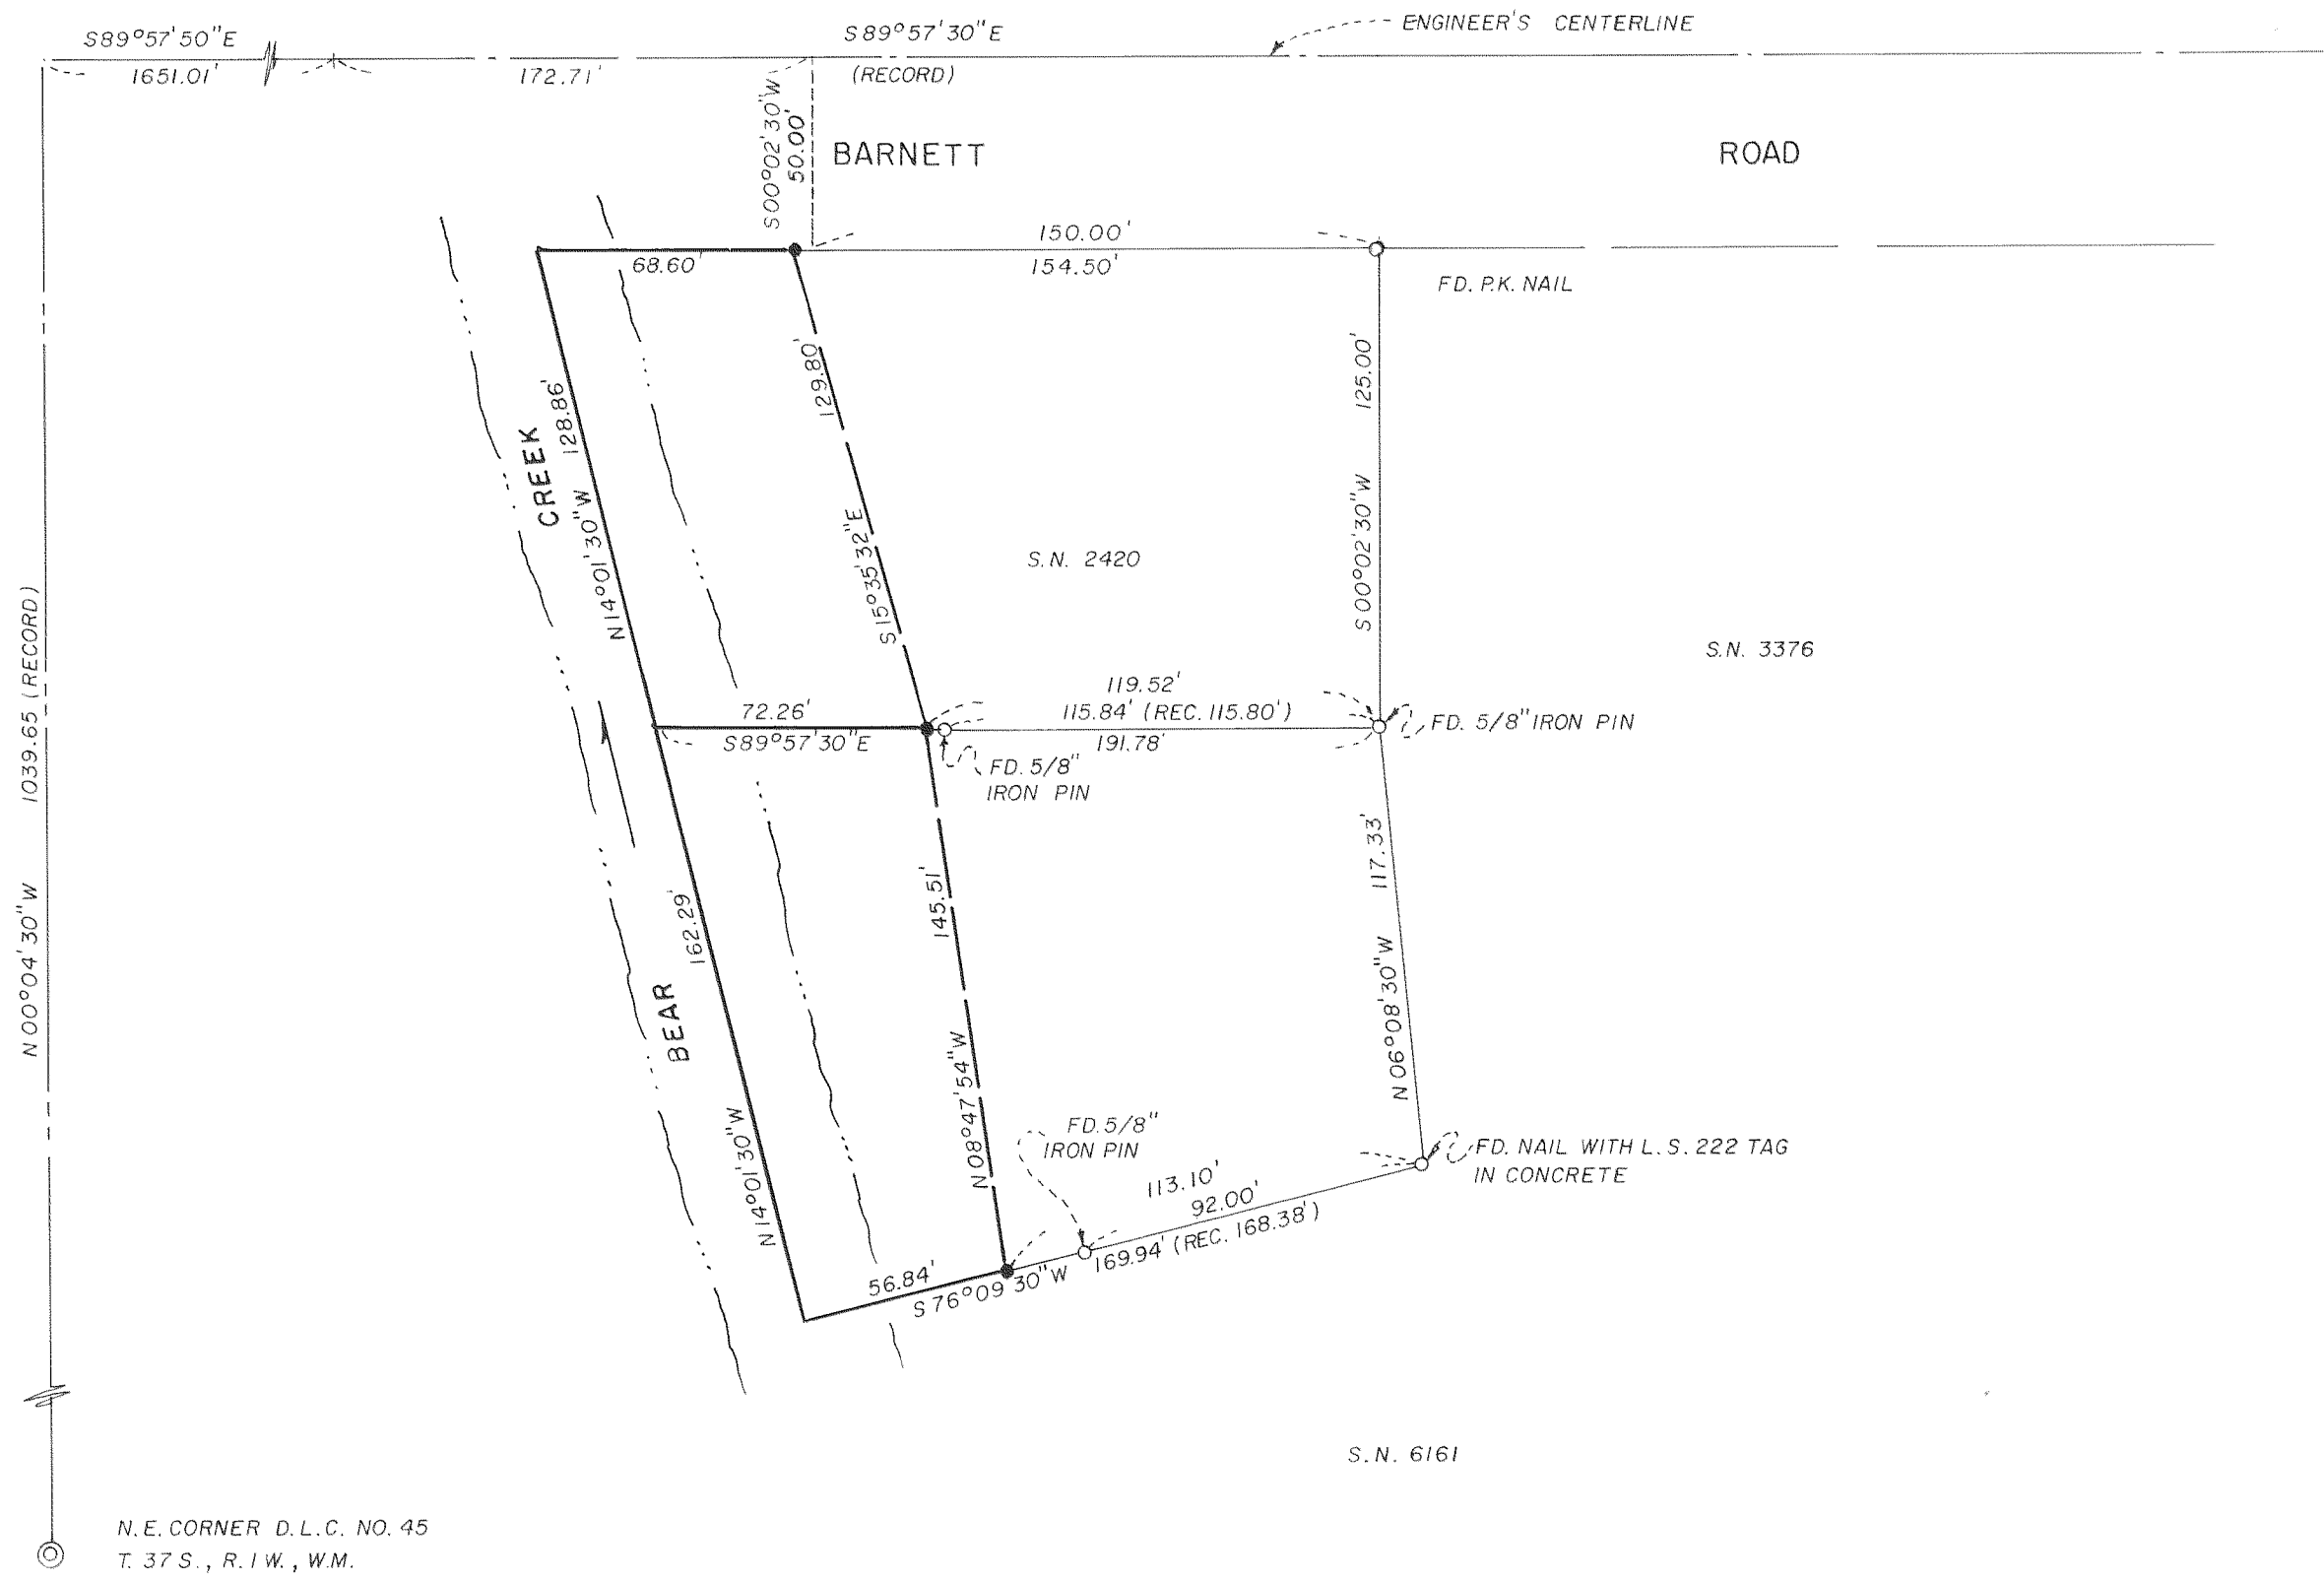 S89°57'50"E
1651.01'
172.71'
S89°57'30"E
(RECORD)
ENGINEER'S CENTERLINE
S00°02'30"W
50.00'
BARNETT ROAD
68.60'
150.00'
154.50'
FD. P.K. NAIL
128.86'
N14°01'30"W
CREEK
129.80'
S15°35'32"E
S.N. 2420
125.00'
S 00°02'30"W
S.N. 3376
N 00°04'30"W 1039.65 (RECORD)
72.26'
S89°57'30"E
119.52'
115.84' (REC. 115.80')
191.78'
FD. 5/8" IRON PIN
FD. 5/8"
IRON PIN
162.29'
N14°01'30"W
BEAR
145.51'
N08°47'54"W
117.33'
N06°08'30"W
FD. 5/8"
IRON PIN
FD. NAIL WITH L.S. 222 TAG
IN CONCRETE
113.10'
92.00'
169.94' (REC. 168.38')
56.84'
S76°09'30"W
S.N. 6161
N.E. CORNER D.L.C. NO. 45
T. 37 S., R. 1 W., W.M.